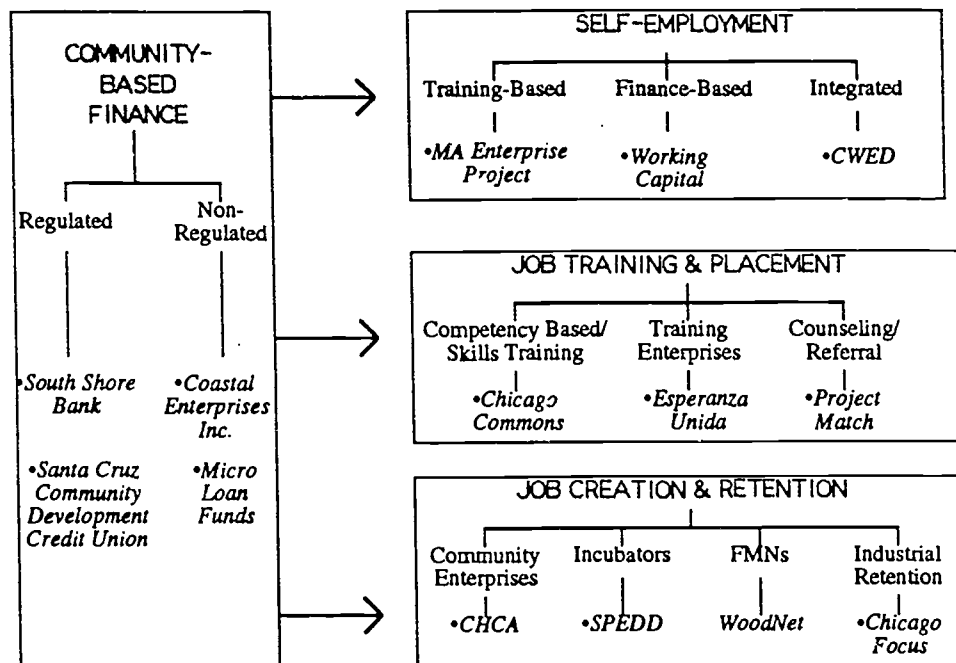 COMMUNITY-
BASED
FINANCE
Regulated
Non-
Regulated
•South Shore
Bank
•Coastal
Enterprises
Inc.
•Santa Cruz
Community
Development
Credit Union
•Micro
Loan
Funds
SELF-EMPLOYMENT
Training-Based
Finance-Based
Integrated
•MA Enterprise
Project
•Working
Capital
•CWED
JOB TRAINING & PLACEMENT
Competency Based/
Skills Training
Training
Enterprises
Counseling/
Referral
•Chicago
Commons
•Esperanza
Unida
•Project
Match
JOB CREATION & RETENTION
Community
Enterprises
Incubators
FMNs
Industrial
Retention
•CHCA
•SPEDD
WoodNet
•Chicago
Focus